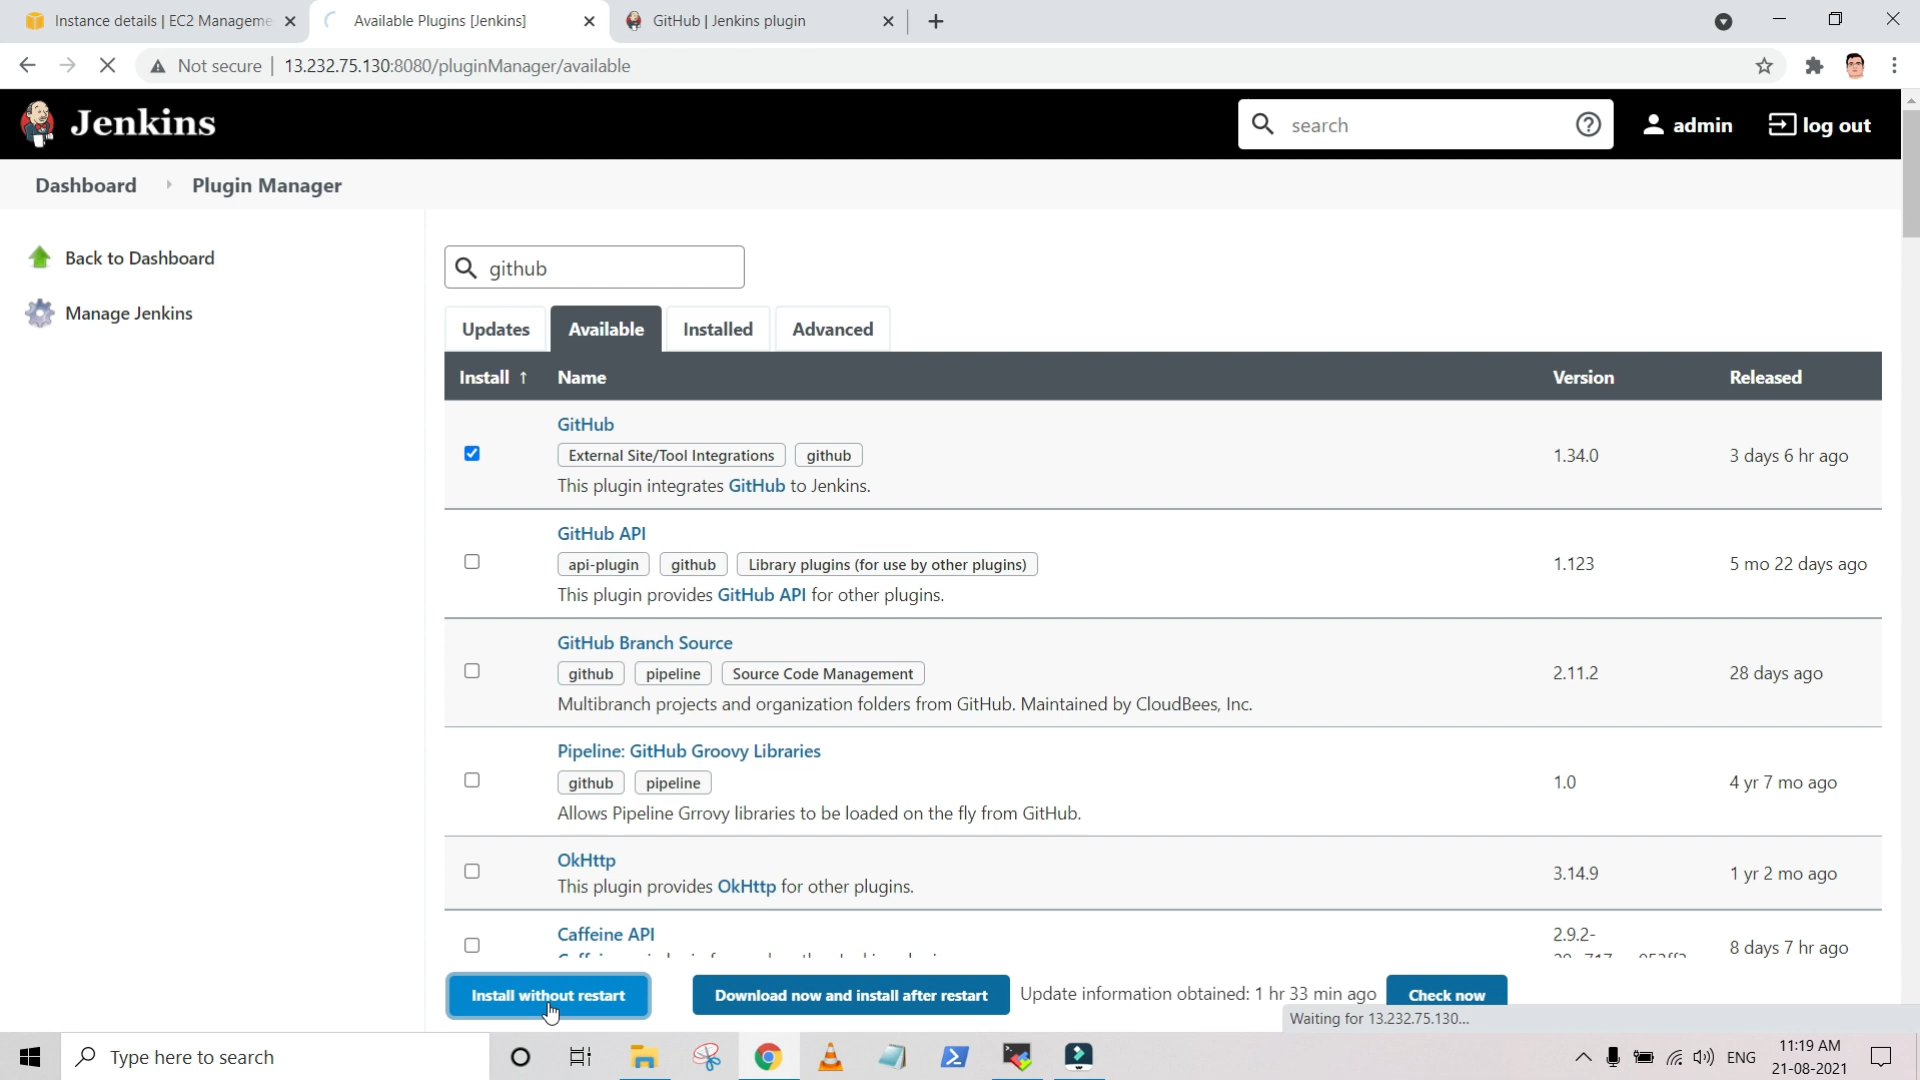 Instance details | EC2 Manageme
Available Plugins [Jenkins]
GitHub | Jenkins plugin
Not secure | 13.232.75.130:8080/pluginManager/available
Jenkins
search
admin
log out
Dashboard
Plugin Manager
Back to Dashboard
Manage Jenkins
github
Updates
Available
Installed
Advanced
Install ↑ Name Version Released
GitHub
External Site/Tool Integrations github
This plugin integrates GitHub to Jenkins.
1.34.0
3 days 6 hr ago
GitHub API
api-plugin github Library plugins (for use by other plugins)
This plugin provides GitHub API for other plugins.
1.123
5 mo 22 days ago
GitHub Branch Source
github pipeline Source Code Management
Multibranch projects and organization folders from GitHub. Maintained by CloudBees, Inc.
2.11.2
28 days ago
Pipeline: GitHub Groovy Libraries
github pipeline
Allows Pipeline Grrovy libraries to be loaded on the fly from GitHub.
1.0
4 yr 7 mo ago
OkHttp
This plugin provides OkHttp for other plugins.
3.14.9
1 yr 2 mo ago
Caffeine API
2.9.2-
8 days 7 hr ago
Install without restart
Download now and install after restart
Update information obtained: 1 hr 33 min ago
Check now
Waiting for 13.232.75.130...
Type here to search
ENG
11:19 AM
21-08-2021